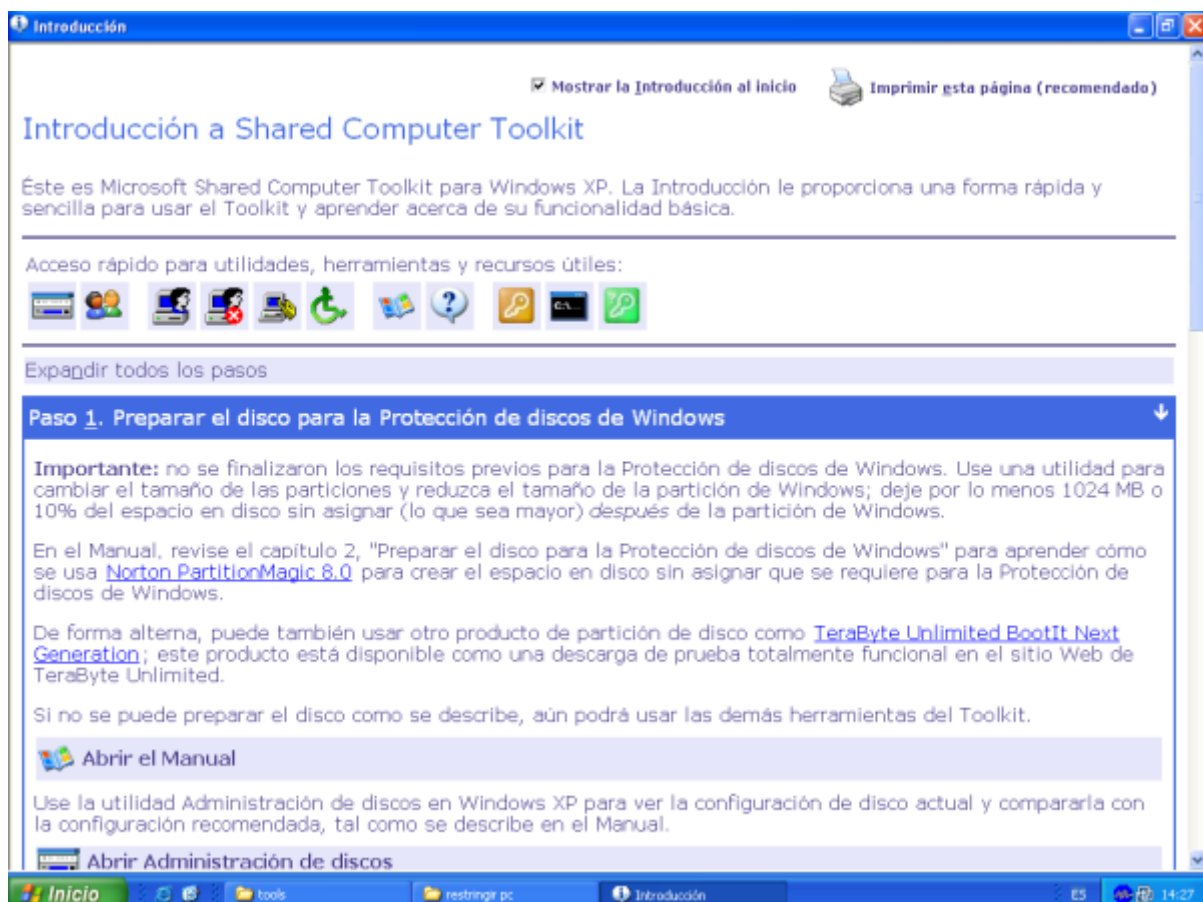 Introducción
Mostrar la Introducción al inicio
Imprimir esta página (recomendado)
Introducción a Shared Computer Toolkit
Éste es Microsoft Shared Computer Toolkit para Windows XP. La Introducción le proporciona una forma rápida y
sencilla para usar el Toolkit y aprender acerca de su funcionalidad básica.
Acceso rápido para utilidades, herramientas y recursos útiles:
Expandir todos los pasos
Paso 1. Preparar el disco para la Protección de discos de Windows
Importante: no se finalizaron los requisitos previos para la Protección de discos de Windows. Use una utilidad para
cambiar el tamaño de las particiones y reduzca el tamaño de la partición de Windows; deje por lo menos 1024 MB o
10% del espacio en disco sin asignar (lo que sea mayor) después de la partición de Windows.
En el Manual, revise el capítulo 2, "Preparar el disco para la Protección de discos de Windows" para aprender cómo
se usa Norton PartitionMagic 8.0 para crear el espacio en disco sin asignar que se requiere para la Protección de
discos de Windows.
De forma alterna, puede también usar otro producto de partición de disco como TeraByte Unlimited BootIt Next
Generation; este producto está disponible como una descarga de prueba totalmente funcional en el sitio Web de
TeraByte Unlimited.
Si no se puede preparar el disco como se describe, aún podrá usar las demás herramientas del Toolkit.
Abrir el Manual
Use la utilidad Administración de discos en Windows XP para ver la configuración de disco actual y compararla con
la configuración recomendada, tal como se describe en el Manual.
Abrir Administración de discos
Inicio
tools
restringir pc
Introducción
ES
14:27